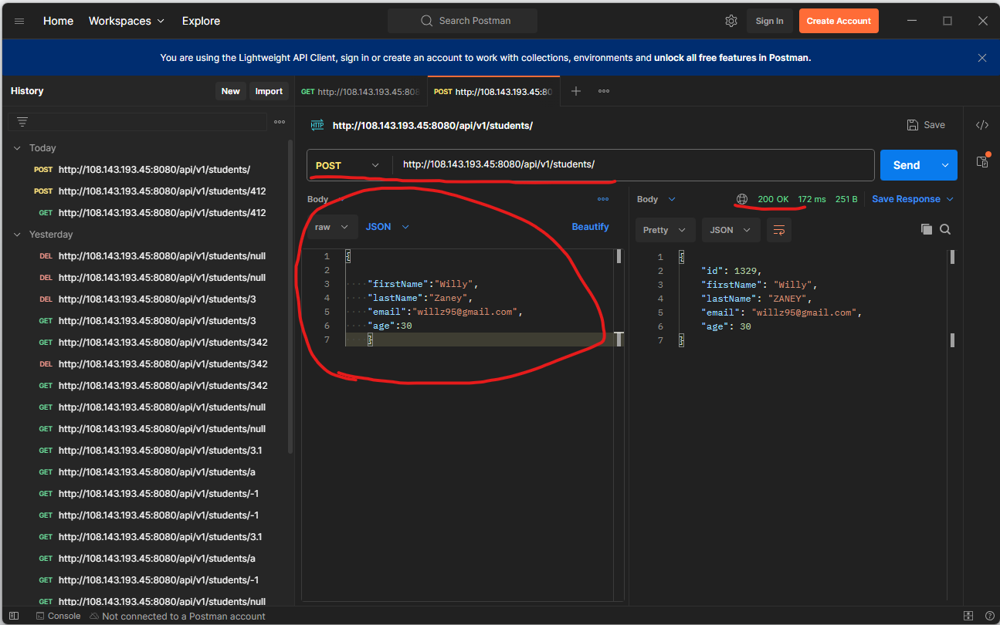 Home Workspaces Explore Search Postman Sign In Create Account
You are using the Lightweight API Client, sign in or create an account to work with collections, environments and unlock all free features in Postman.
History New Import
GET http://108.143.193.45:808
POST http://108.143.193.45:80
HTTP http://108.143.193.45:8080/api/v1/students/ Save
Today
POST http://108.143.193.45:8080/api/v1/students/
POST http://108.143.193.45:8080/api/v1/students/412
GET http://108.143.193.45:8080/api/v1/students/412
Yesterday
DEL http://108.143.193.45:8080/api/v1/students/null
DEL http://108.143.193.45:8080/api/v1/students/null
DEL http://108.143.193.45:8080/api/v1/students/3
GET http://108.143.193.45:8080/api/v1/students/3
GET http://108.143.193.45:8080/api/v1/students/342
DEL http://108.143.193.45:8080/api/v1/students/342
GET http://108.143.193.45:8080/api/v1/students/342
GET http://108.143.193.45:8080/api/v1/students/null
GET http://108.143.193.45:8080/api/v1/students/null
GET http://108.143.193.45:8080/api/v1/students/3.1
GET http://108.143.193.45:8080/api/v1/students/a
GET http://108.143.193.45:8080/api/v1/students/-1
GET http://108.143.193.45:8080/api/v1/students/-1
GET http://108.143.193.45:8080/api/v1/students/3.1
GET http://108.143.193.45:8080/api/v1/students/a
GET http://108.143.193.45:8080/api/v1/students/-1
GET http://108.143.193.45:8080/api/v1/students/null
POST http://108.143.193.45:8080/api/v1/students/ Send
Body
raw JSON Beautify
1 {
2
3 "firstName":"Willy",
4 "lastName":"Zaney",
5 "email":"willz95@gmail.com",
6 "age":30
7 }
Body 200 OK 172 ms 251 B Save Response
Pretty JSON
1 {
2 "id": 1329,
3 "firstName": "Willy",
4 "lastName": "ZANEY",
5 "email": "willz95@gmail.com",
6 "age": 30
7 }
Console Not connected to a Postman account